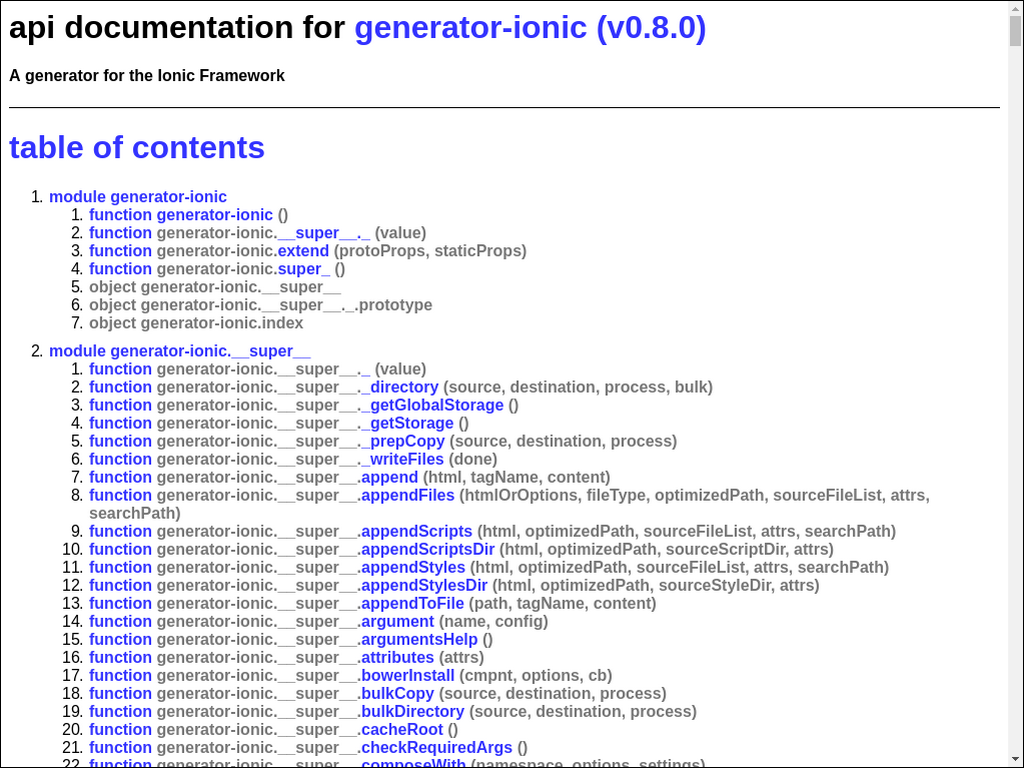 api documentation for generator-ionic (v0.8.0)
A generator for the Ionic Framework
table of contents
1. module generator-ionic
1. function generator-ionic ()
2. function generator-ionic.__super__._ (value)
3. function generator-ionic.extend (protoProps, staticProps)
4. function generator-ionic.super_ ()
5. object generator-ionic.__super__
6. object generator-ionic.__super__._.prototype
7. object generator-ionic.index
2. module generator-ionic.__super__
1. function generator-ionic.__super__._ (value)
2. function generator-ionic.__super__._directory (source, destination, process, bulk)
3. function generator-ionic.__super__._getGlobalStorage ()
4. function generator-ionic.__super__._getStorage ()
5. function generator-ionic.__super__._prepCopy (source, destination, process)
6. function generator-ionic.__super__._writeFiles (done)
7. function generator-ionic.__super__.append (html, tagName, content)
8. function generator-ionic.__super__.appendFiles (htmlOrOptions, fileType, optimizedPath, sourceFileList, attrs,
searchPath)
9. function generator-ionic.__super__.appendScripts (html, optimizedPath, sourceFileList, attrs, searchPath)
10. function generator-ionic.__super__.appendScriptsDir (html, optimizedPath, sourceScriptDir, attrs)
11. function generator-ionic.__super__.appendStyles (html, optimizedPath, sourceFileList, attrs, searchPath)
12. function generator-ionic.__super__.appendStylesDir (html, optimizedPath, sourceStyleDir, attrs)
13. function generator-ionic.__super__.appendToFile (path, tagName, content)
14. function generator-ionic.__super__.argument (name, config)
15. function generator-ionic.__super__.argumentsHelp ()
16. function generator-ionic.__super__.attributes (attrs)
17. function generator-ionic.__super__.bowerInstall (cmpnt, options, cb)
18. function generator-ionic.__super__.bulkCopy (source, destination, process)
19. function generator-ionic.__super__.bulkDirectory (source, destination, process)
20. function generator-ionic.__super__.cacheRoot ()
21. function generator-ionic.__super__.checkRequiredArgs ()
22. function generator-ionic.__super__.composeWith (namespace, options, settings)